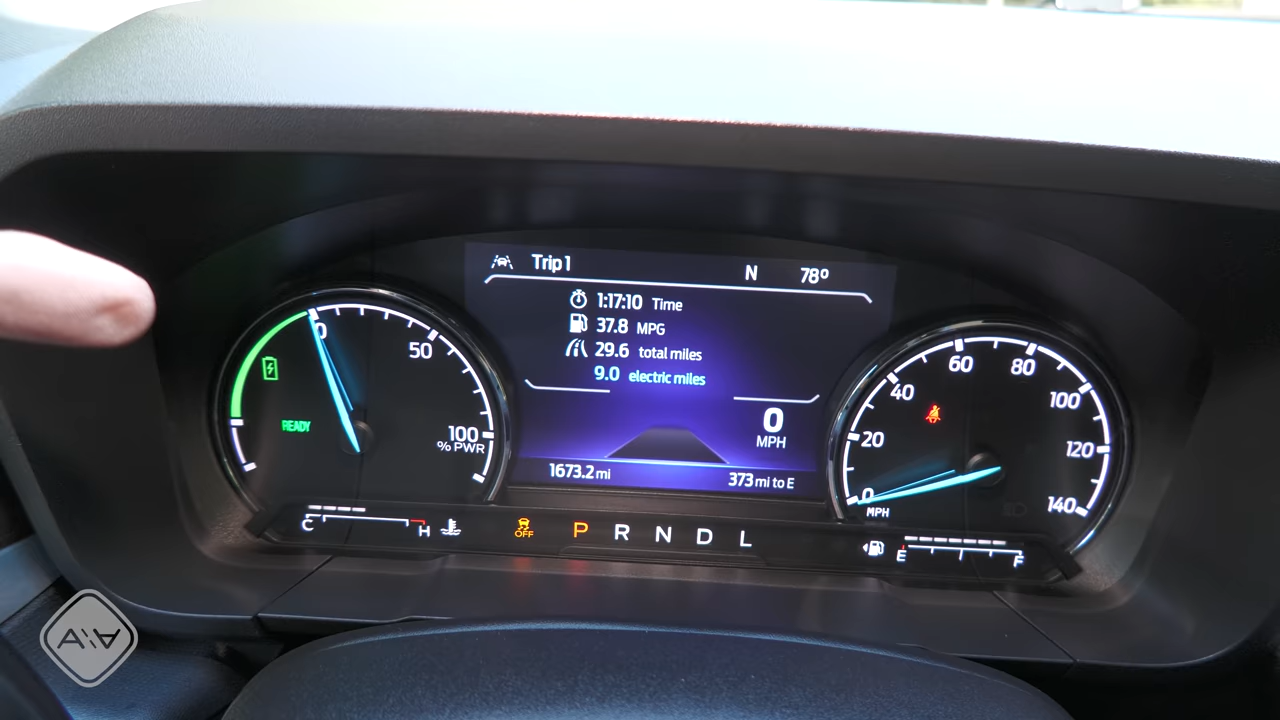 Trip 1 N 78°
1:17:10 Time
37.8 MPG
29.6 total miles
9.0 electric miles
0
MPH
1673.2 mi 373 mi to E
0 50 100
% PWR
READY
0 20 40 60 80 100 120 140
MPH
C H
OFF
P R N D L
E F
A:A